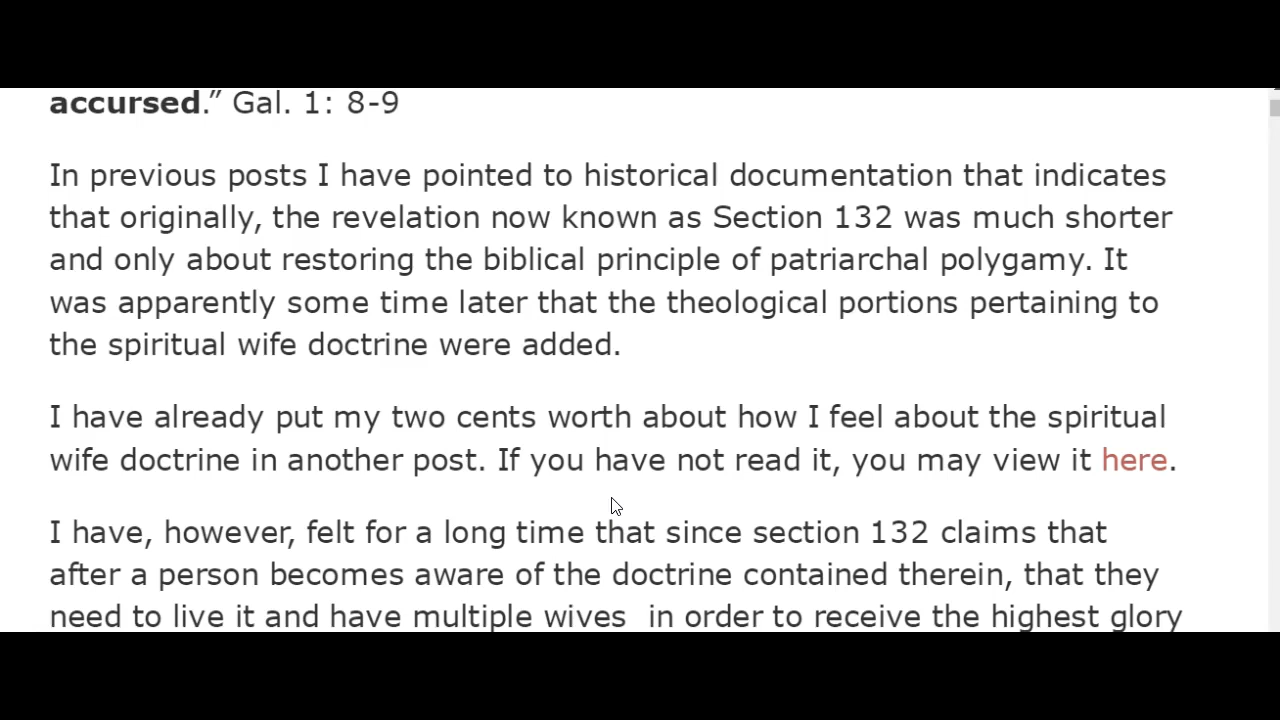 accursed.” Gal. 1: 8-9
In previous posts I have pointed to historical documentation that indicates
that originally, the revelation now known as Section 132 was much shorter
and only about restoring the biblical principle of patriarchal polygamy. It
was apparently some time later that the theological portions pertaining to
the spiritual wife doctrine were added.
I have already put my two cents worth about how I feel about the spiritual
wife doctrine in another post. If you have not read it, you may view it here.
I have, however, felt for a long time that since section 132 claims that
after a person becomes aware of the doctrine contained therein, that they
need to live it and have multiple wives  in order to receive the highest glory